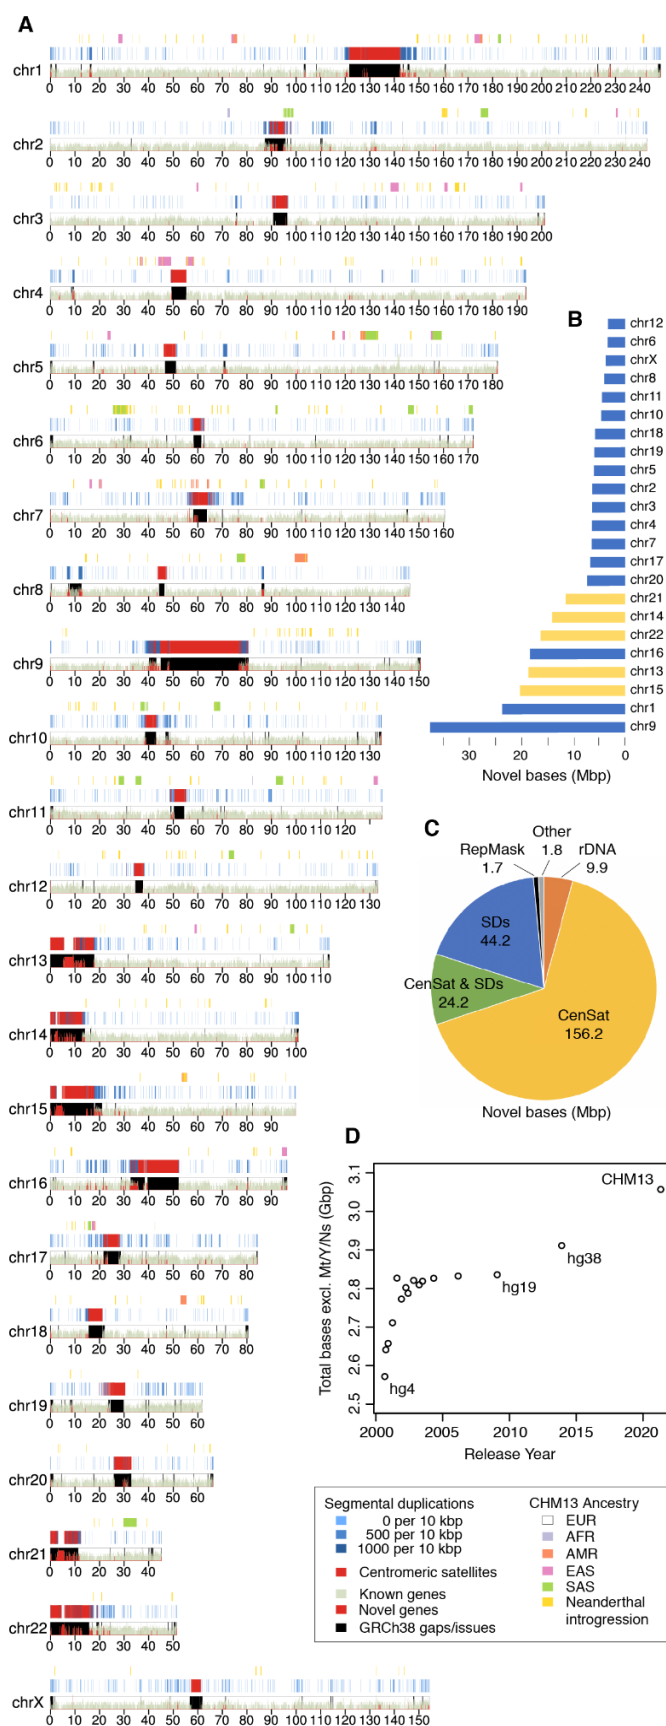 A
chr1
0 10 20 30 40 50 60 70 80 90 100 110 120 130 140 150 160 170 180 190 200 210 220 230 240
chr2
0 10 20 30 40 50 60 70 80 90 100 110 120 130 140 150 160 170 180 190 200 210 220 230 240
chr3
0 10 20 30 40 50 60 70 80 90 100 110 120 130 140 150 160 170 180 190 200
chr4
0 10 20 30 40 50 60 70 80 90 100 110 120 130 140 150 160 170 180 190
chr5
0 10 20 30 40 50 60 70 80 90 100 110 120 130 140 150 160 170 180
chr6
0 10 20 30 40 50 60 70 80 90 100 110 120 130 140 150 160 170
chr7
0 10 20 30 40 50 60 70 80 90 100 110 120 130 140 150 160
chr8
0 10 20 30 40 50 60 70 80 90 100 110 120 130 140
chr9
0 10 20 30 40 50 60 70 80 90 100 110 120 130 140 150
chr10
0 10 20 30 40 50 60 70 80 90 100 110 120 130
chr11
0 10 20 30 40 50 60 70 80 90 100 110 120 130
chr12
0 10 20 30 40 50 60 70 80 90 100 110 120 130
chr13
0 10 20 30 40 50 60 70 80 90 100 110
chr14
0 10 20 30 40 50 60 70 80 90 100
chr15
0 10 20 30 40 50 60 70 80 90
chr16
0 10 20 30 40 50 60 70 80 90
chr17
0 10 20 30 40 50 60 70 80
chr18
0 10 20 30 40 50 60 70 80
chr19
0 10 20 30 40 50 60
chr20
0 10 20 30 40 50 60
chr21
0 10 20 30 40
chr22
0 10 20 30 40 50
chrX
0 10 20 30 40 50 60 70 80 90 100 110 120 130 140 150
B
chr12
chr6
chrX
chr8
chr11
chr10
chr18
chr19
chr5
chr2
chr3
chr4
chr7
chr17
chr20
chr21
chr14
chr22
chr16
chr13
chr15
chr1
chr9
30 20 10 0
Novel bases (Mbp)
C
Other
1.8
RepMask
1.7
rDNA
9.9
SDs
44.2
CenSat & SDs
24.2
CenSat
156.2
Novel bases (Mbp)
D
Total bases excl. Mt/Y/Ns (Gbp)
3.1
3.0
2.9
2.8
2.7
2.6
2.5
CHM13
hg38
hg19
hg4
2000 2005 2010 2015 2020
Release Year
Segmental duplications
0 per 10 kbp
500 per 10 kbp
1000 per 10 kbp
Centromeric satellites
Known genes
Novel genes
GRCh38 gaps/issues
CHM13 Ancestry
EUR
AFR
AMR
EAS
SAS
Neanderthal
introgression